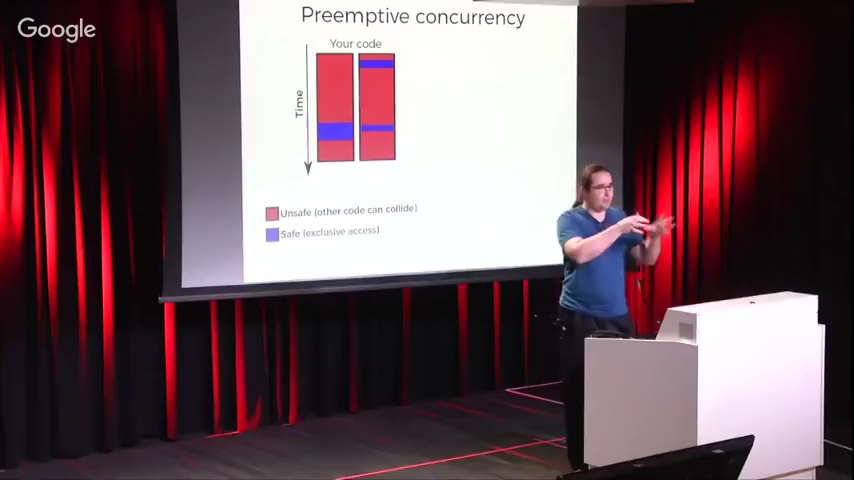 Google
Preemptive concurrency
Your code
Time
Unsafe (other code can collide)
Safe (exclusive access)